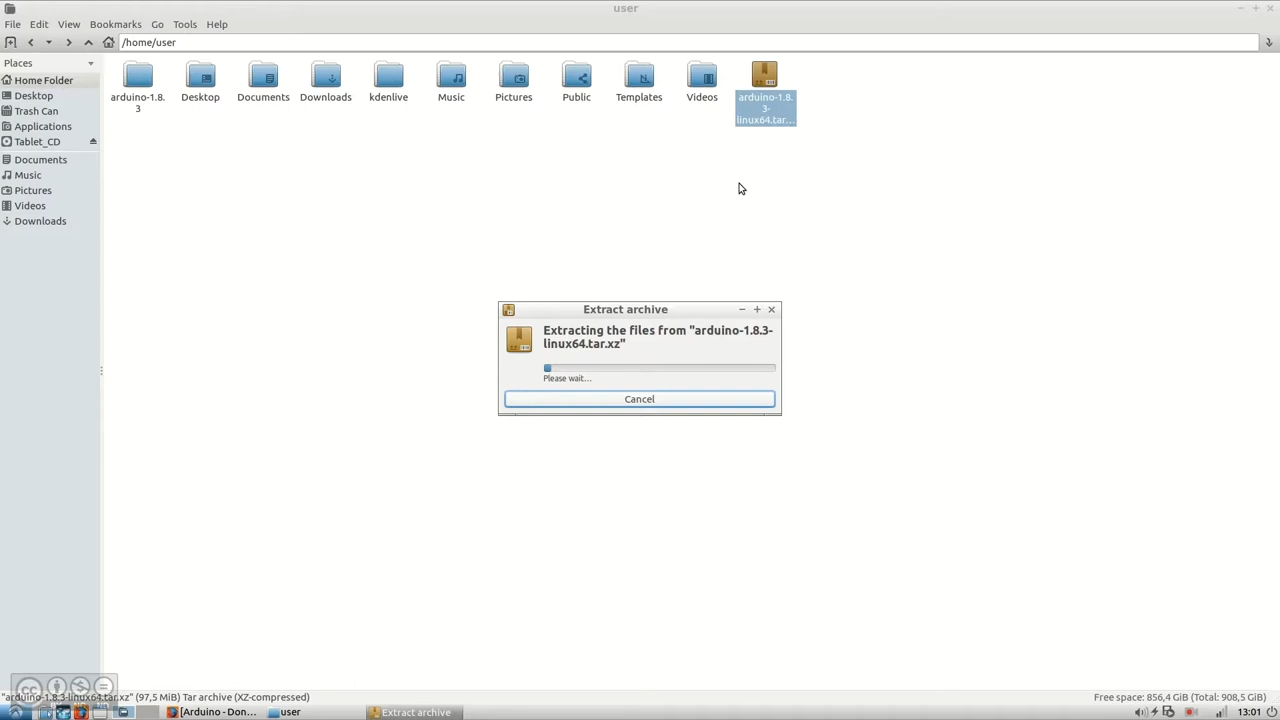 user
File Edit View Bookmarks Go Tools Help
/home/user
Places
Home Folder
Desktop
Trash Can
Applications
Tablet_CD
Documents
Music
Pictures
Videos
Downloads
arduino-1.8.
3
Desktop
Documents
Downloads
kdenlive
Music
Pictures
Public
Templates
Videos
arduino-1.8.
3-
linux64.tar...
Extract archive
Extracting the files from "arduino-1.8.3-
linux64.tar.xz"
Please wait...
Cancel
"arduino-1.8.3-linux64.tar.xz" (97,5 MiB) Tar archive (XZ-compressed)
Free space: 856,4 GiB (Total: 908,5 GiB)
[Arduino - Don...
user
Extract archive
13:01